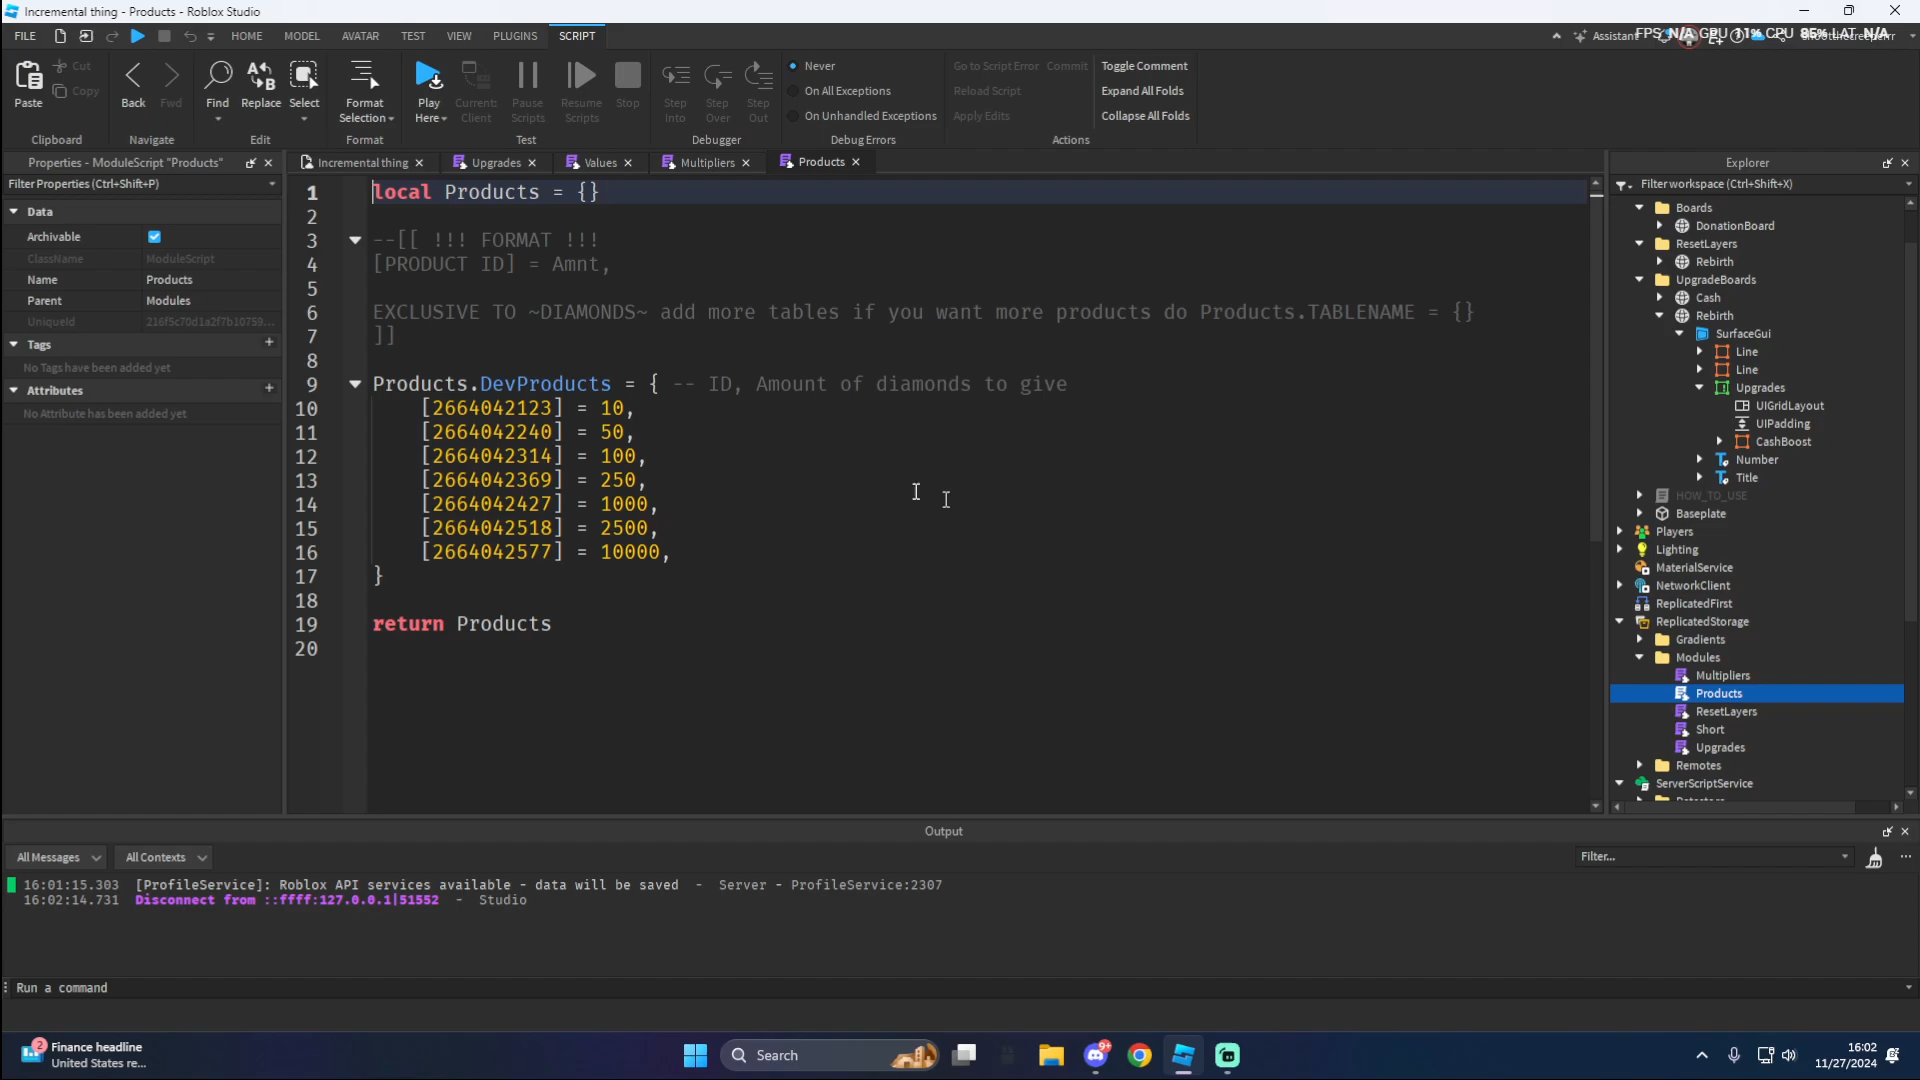 Incremental thing - Products - Roblox Studio
FILE HOME MODEL AVATAR TEST VIEW PLUGINS SCRIPT Assistant FPS N/A GPU 11% CPU 85% LAT N/A
Paste Cut Copy Back Fwd Find Replace Select Format Selection Play Here Current: Client Pause Scripts Resume Scripts Stop Step Into Step Over Step Out
Never Go to Script Error Commit Toggle Comment
On All Exceptions Reload Script Expand All Folds
On Unhandled Exceptions Apply Edits Collapse All Folds
Clipboard Navigate Edit Format Test Debugger Debug Errors Actions
Properties - ModuleScript "Products"
Filter Properties (Ctrl+Shift+P)
Data
Archivable
ClassName ModuleScript
Name Products
Parent Modules
UniqueId 216f5c70d1a2f7b10759...
Tags
No Tags have been added yet
Attributes
No Attribute has been added yet
Incremental thing Upgrades Values Multipliers Products
1 local Products = {}
2
3 --[[ !!! FORMAT !!!
4 [PRODUCT ID] = Amnt,
5
6 EXCLUSIVE TO ~DIAMONDS~ add more tables if you want more products do Products.TABLENAME = {}
7 ]]
8
9 Products.DevProducts = { -- ID, Amount of diamonds to give
10 [2664042123] = 10,
11 [2664042240] = 50,
12 [2664042314] = 100,
13 [2664042369] = 250,
14 [2664042427] = 1000,
15 [2664042518] = 2500,
16 [2664042577] = 10000,
17 }
18
19 return Products
20
Explorer
Filter workspace (Ctrl+Shift+X)
Boards
DonationBoard
ResetLayers
Rebirth
UpgradeBoards
Cash
Rebirth
SurfaceGui
Line
Line
Upgrades
UIGridLayout
UIPadding
CashBoost
Number
Title
HOW_TO_USE
Baseplate
Players
Lighting
MaterialService
NetworkClient
ReplicatedFirst
ReplicatedStorage
Gradients
Modules
Multipliers
Products
ResetLayers
Short
Upgrades
Remotes
ServerScriptService
Output
All Messages All Contexts Filter...
16:01:15.303 [ProfileService]: Roblox API services available - data will be saved - Server - ProfileService:2307
16:02:14.731 Disconnect from ::ffff:127.0.0.1|51552 - Studio
Run a command
2 Finance headline
United States re...
Search
9+
16:02
11/27/2024